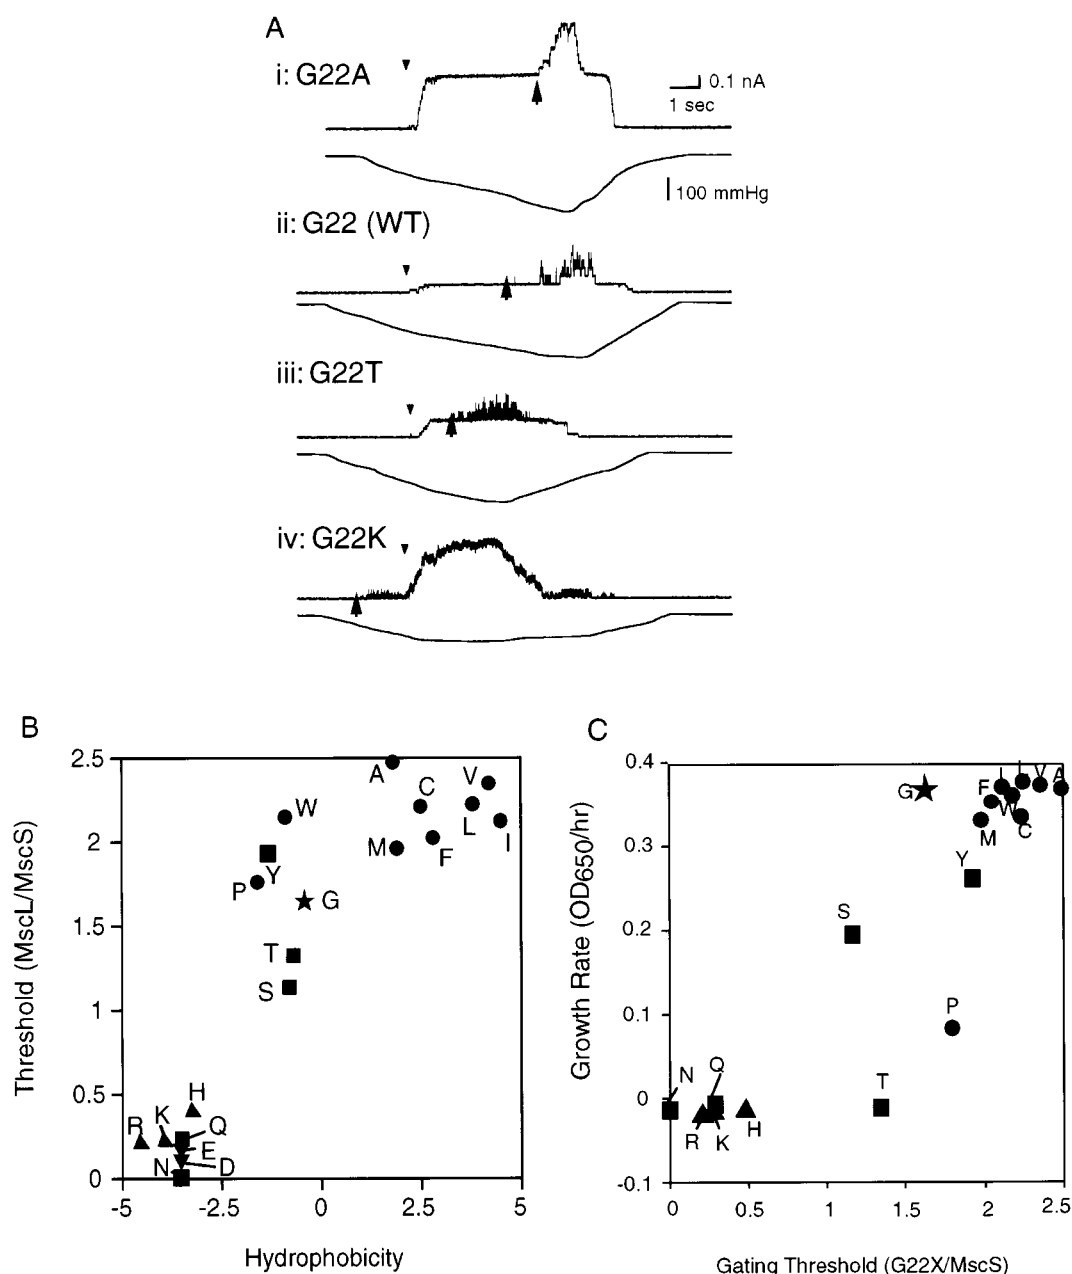 A
i: G22A
0.1 nA
1 sec
100 mmHg
ii: G22 (WT)
iii: G22T
iv: G22K
B
2.5
2
1.5
1
0.5
0
-5
-2.5
0
2.5
5
Threshold (MscL/MscS)
Hydrophobicity
A
C
V
L
I
M
F
W
Y
P
G
T
S
H
K
R
Q
E
N
D
C
0.4
0.3
0.2
0.1
0
-0.1
0
0.5
1
1.5
2
2.5
Growth Rate (OD650/hr)
Gating Threshold (G22X/MscS)
G
F
I
L
V
A
W
M
C
Y
S
P
T
N
Q
R
K
H